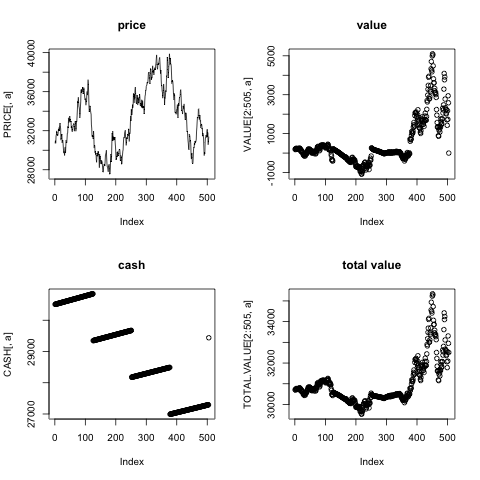 price
PRICE[, a]
28000 32000 36000 40000
0 100 200 300 400 500
Index
value
VALUE[2:505, a]
-1000 1000 3000 5000
0 100 200 300 400 500
Index
cash
CASH[, a]
27000 29000
0 100 200 300 400 500
Index
total value
TOTAL.VALUE[2:505, a]
30000 32000 34000
0 100 200 300 400 500
Index